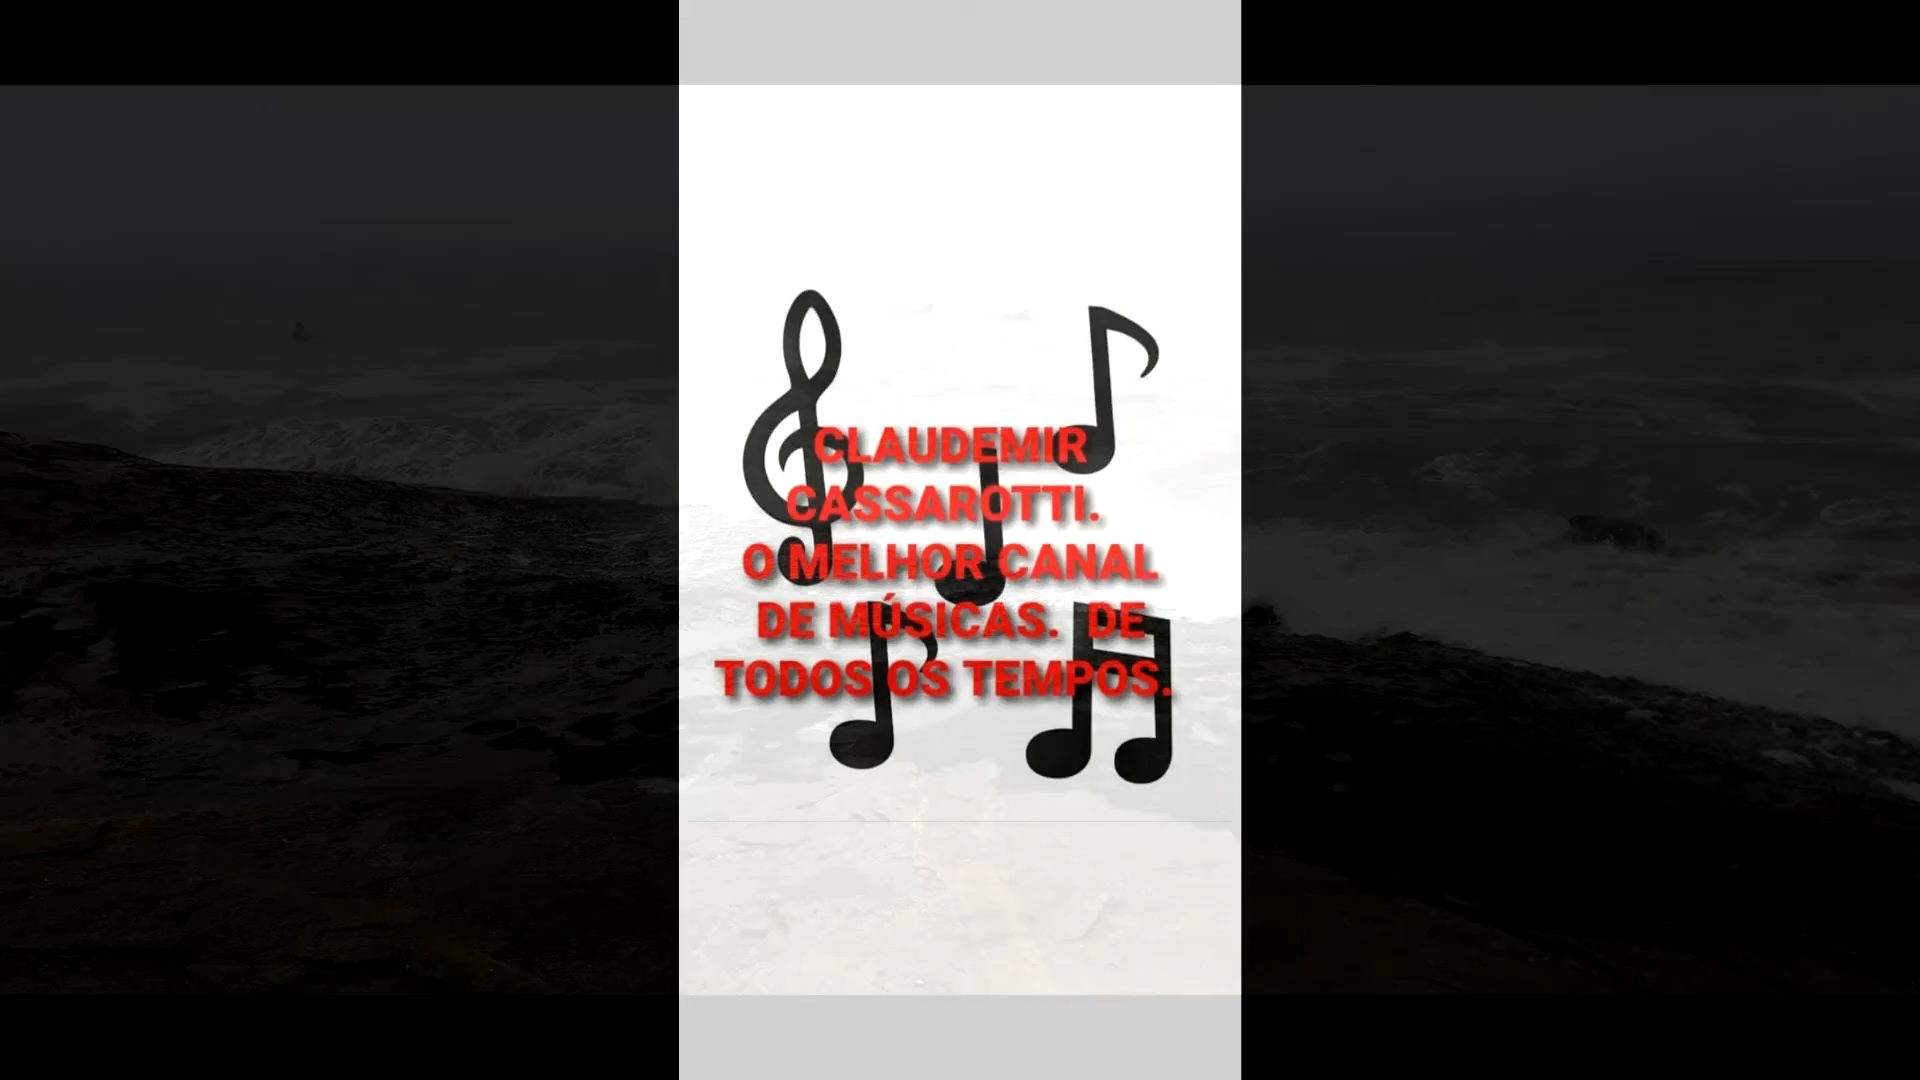 CLAUDEMIR
CASSAROTTI.
O MELHOR CANAL
DE MÚSICAS. DE
TODOS OS TEMPOS.